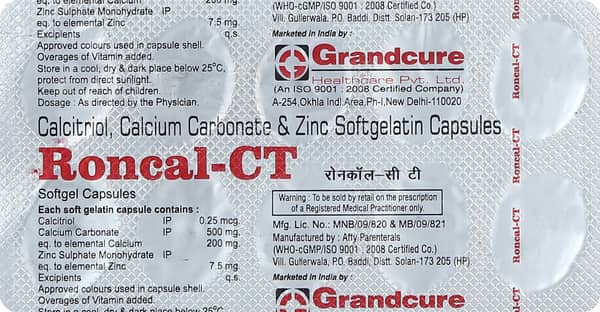 eq. to elemental Calcium 200 mg.
Zinc Sulphate Monohydrate IP
eq. to elemental Zinc 7.5 mg
Excipients q.s
Approved colours used in capsule shell.
Overages of Vitamin added.
Store in a cool, dry & dark place below 25°C,
protect from direct sunlight.
Keep out of reach of children.
Dosage : As directed by the Physician.
(WHO-cGMP/ISO 9001 : 2008 Certified Co.)
Vill. Gullerwala, P.O. Baddi, Distt. Solan-173 205 (HP)
Marketed in India by :
Grandcure
Healthcare Pvt. Ltd.
(An ISO 9001 : 2008 Certified Company)
A-254, Okhla Indl. Area, Ph-I, New Delhi-110020
Calcitriol, Calcium Carbonate & Zinc Softgelatin Capsules
Roncal-CT
रोनकॉल-सी टी
Softgel Capsules
Each soft gelatin capsule contains :
Calcitriol IP 0.25 mcg.
Calcium Carbonate IP 500 mg.
eq. to elemental Calcium 200 mg.
Zinc Sulphate Monohydrate IP
eq. to elemental Zinc 7.5 mg
Excipients q.s
Approved colours used in capsule shell.
Overages of Vitamin added.
Store in a cool, dry & dark place below 25°C
Warning : To be sold by retail on the prescription
of a Registered Medical Practitioner only.
Mfg. Lic. No.: MNB/09/820 & MB/09/821
Manufactured by : Affy Parenterals
(WHO-cGMP/ISO 9001 : 2008 Certified Co.)
Vill. Gullerwala, P.O. Baddi, Distt. Solan-173 205 (HP).
Marketed in India by :
Grandcure
Roncal-CT
Roncal-CT
Roncal-CT